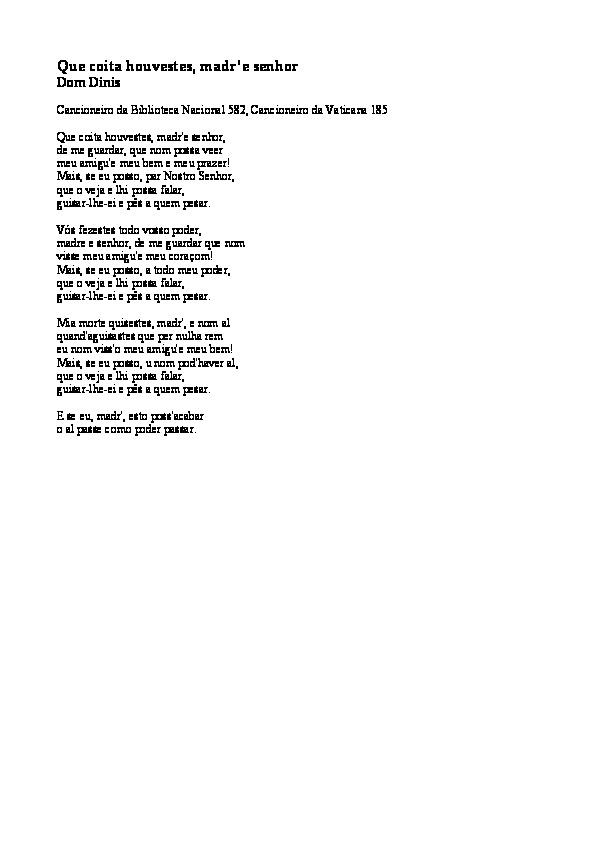 Que coita houvestes, madr'e senhor
Dom Dinis
Cancioneiro da Biblioteca Nacional 582, Cancioneiro da Vaticana 185
Que coita houvestes, madr'e senhor,
de me guardar, que nom possa veer
meu amigu'e meu bem e meu prazer!
Mais, se eu posso, par Nostro Senhor,
que o veja e lhi possa falar,
guisar-lhe-ei e pês a quem pesar.
Vós fezestes todo vosso poder,
madre e senhor, de me guardar que nom
visse meu amigu'e meu coraçom!
Mais, se eu posso, a todo meu poder,
que o veja e lhi possa falar,
guisar-lhe-ei e pês a quem pesar.
Mia morte quisestes, madr', e nom al
quand'aguisastes que per nulha rem
eu nom viss'o meu amigu'e meu bem!
Mais, se eu posso, u nom pod'haver al,
que o veja e lhi possa falar,
guisar-lhe-ei e pês a quem pesar.
E se eu, madr', esto poss'acabar
o al passe como poder passar.